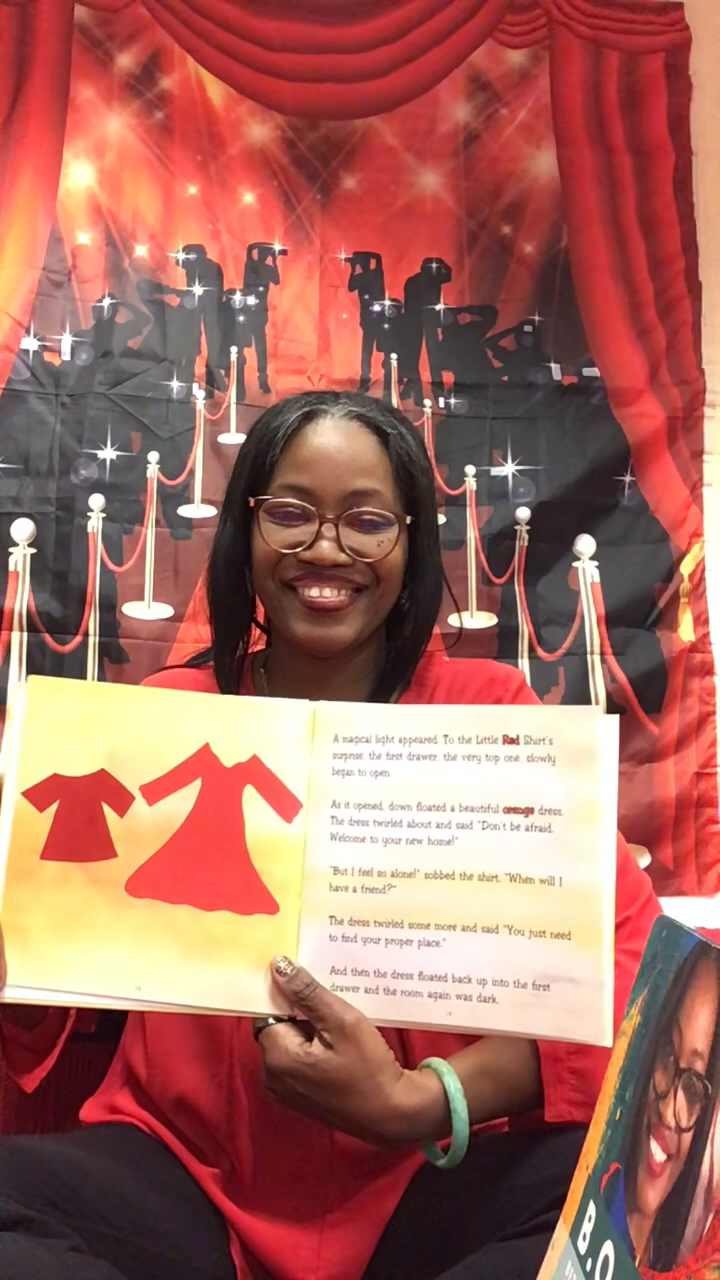 A magical light appeared. To the Little Red Shirt's
surprise, the first drawer, the very top one, slowly
began to open.
As it opened, down floated a beautiful orange dress.
The dress twirled about and said "Don't be afraid.
Welcome to your new home!"
"But I feel so alone!" sobbed the shirt. "When will I
have a friend?"
The dress twirled some more and said "You just need
to find your proper place."
And then the dress floated back up into the first
drawer and the room again was dark.
B.O